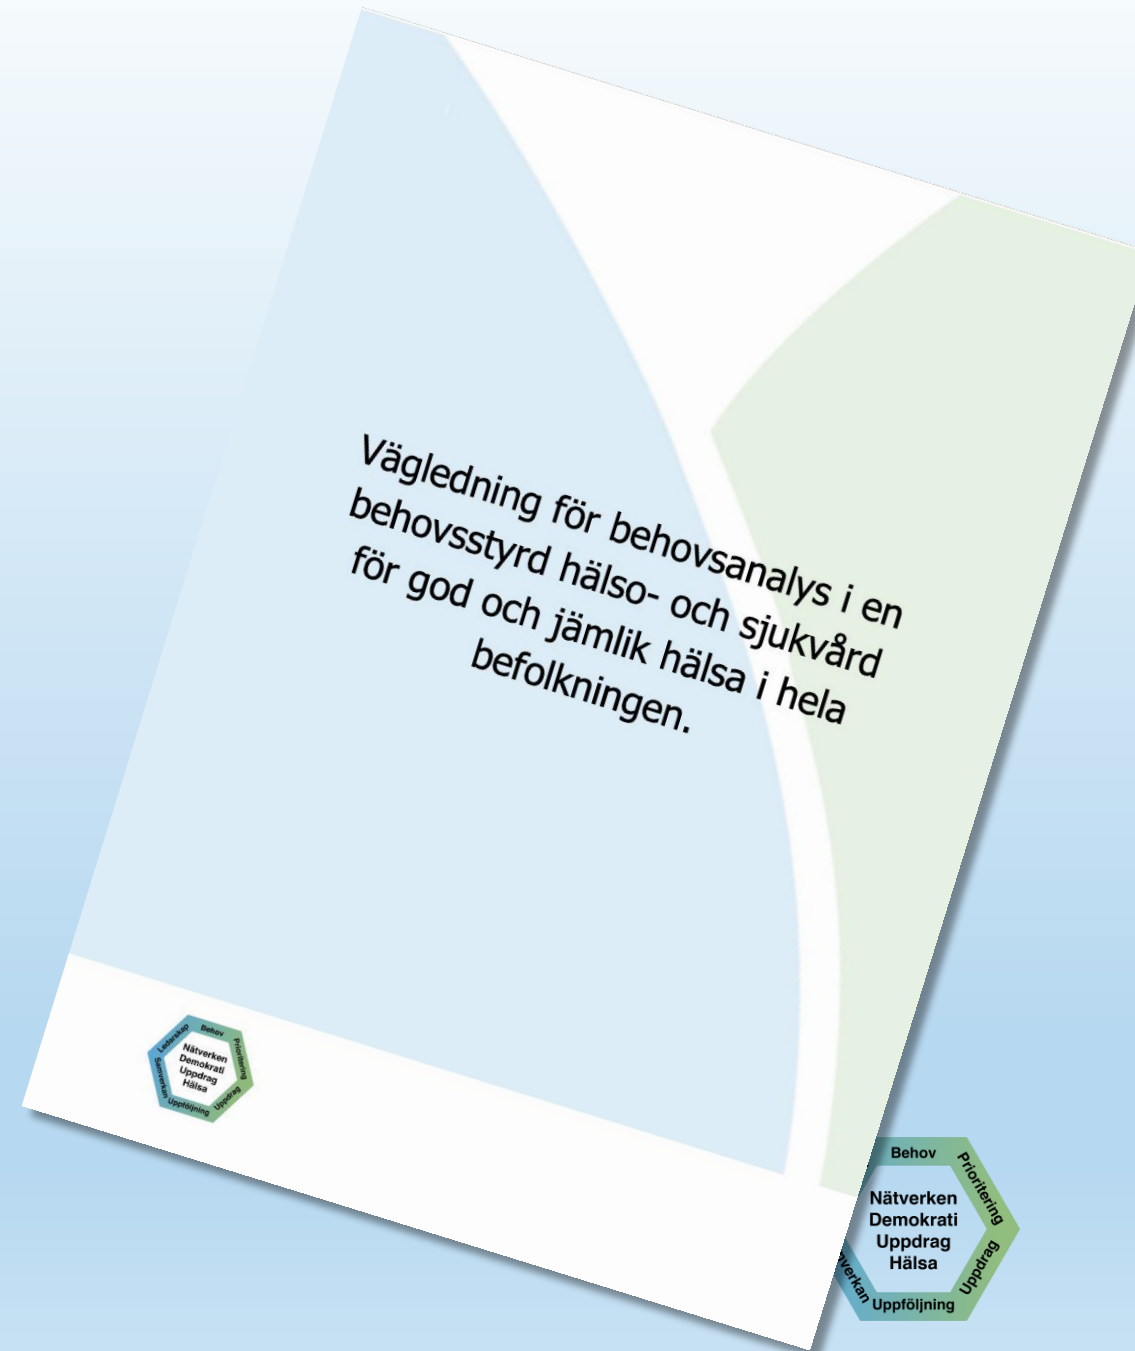 Vägledning för behovsanalys i en
behovsstyrd hälso- och sjukvård
för god och jämlik hälsa i hela
befolkningen.
Ledarskap
Behov
Prioritering
Uppdrag
Uppföljning
Samverkan
Nätverken
Demokrati
Uppdrag
Hälsa
Behov
Prioritering
Uppdrag
Uppföljning
verkan
Nätverken
Demokrati
Uppdrag
Hälsa